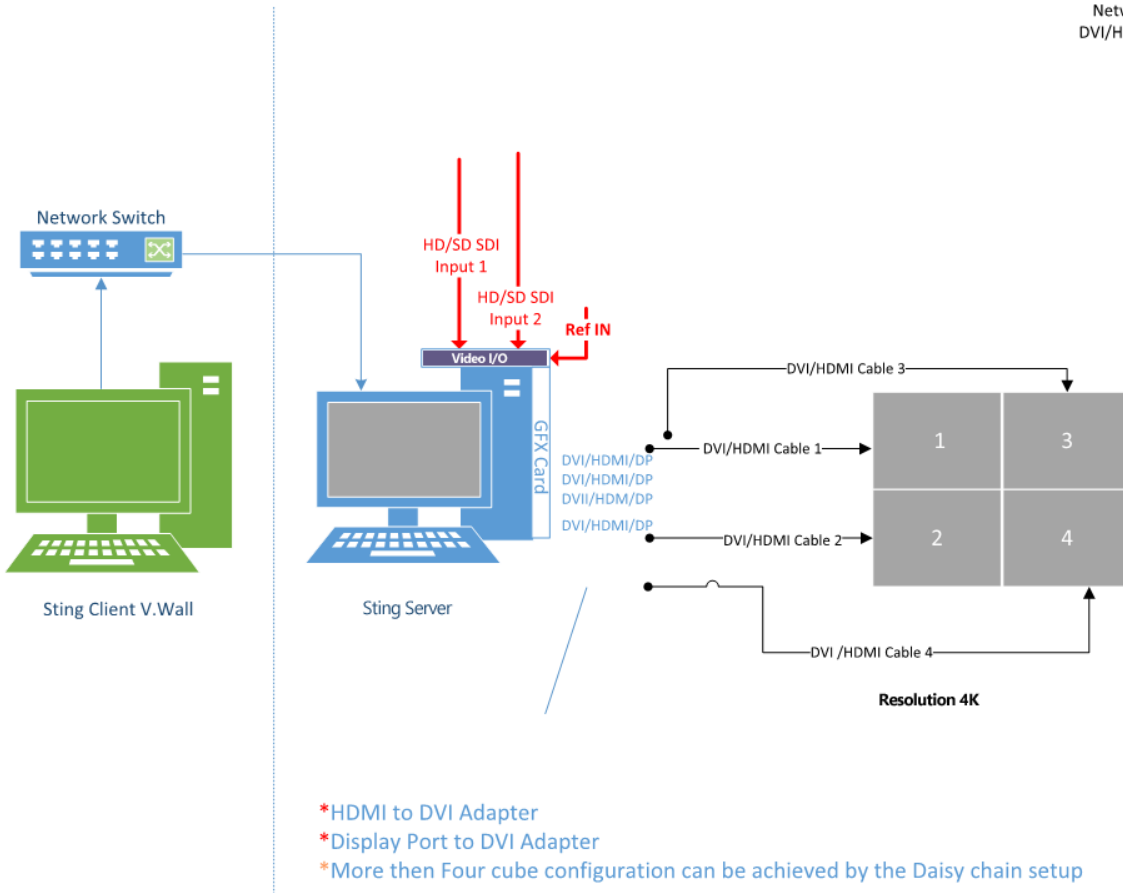 Netw
DVI/H
Network Switch
HD/SD SDI
Input 1
HD/SD SDI
Input 2
Ref IN
Video I/O
GFX Card
DVI/HDMI/DP
DVI/HDMI/DP
DVII/HDM/DP
DVI/HDMI/DP
DVI/HDMI Cable 3
DVI/HDMI Cable 1
DVI/HDMI Cable 2
DVI /HDMI Cable 4
1
3
2
4
Sting Client V.Wall
Sting Server
Resolution 4K
*HDMI to DVI Adapter
*Display Port to DVI Adapter
*More then Four cube configuration can be achieved by the Daisy chain setup